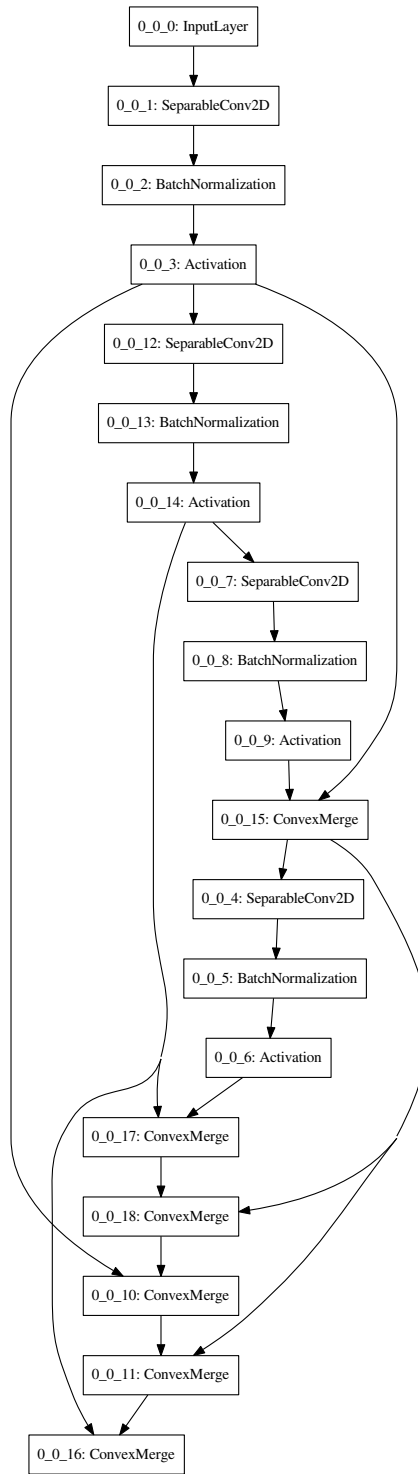 0_0_0: InputLayer
0_0_1: SeparableConv2D
0_0_2: BatchNormalization
0_0_3: Activation
0_0_12: SeparableConv2D
0_0_13: BatchNormalization
0_0_14: Activation
0_0_7: SeparableConv2D
0_0_8: BatchNormalization
0_0_9: Activation
0_0_15: ConvexMerge
0_0_4: SeparableConv2D
0_0_5: BatchNormalization
0_0_6: Activation
0_0_17: ConvexMerge
0_0_18: ConvexMerge
0_0_10: ConvexMerge
0_0_11: ConvexMerge
0_0_16: ConvexMerge